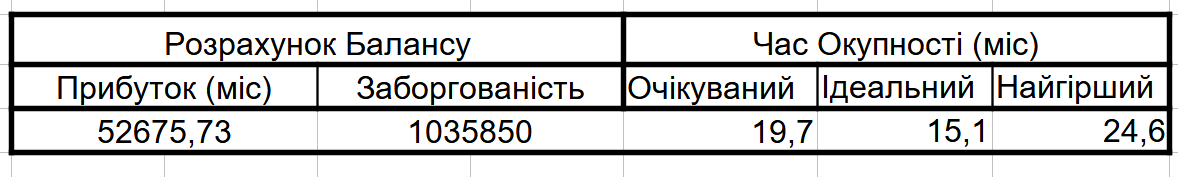 Розрахунок Балансу Час Окупності (міс)
Прибуток (міс) Заборгованість Очікуваний Ідеальний Найгірший
52675,73 1035850 19,7 15,1 24,6